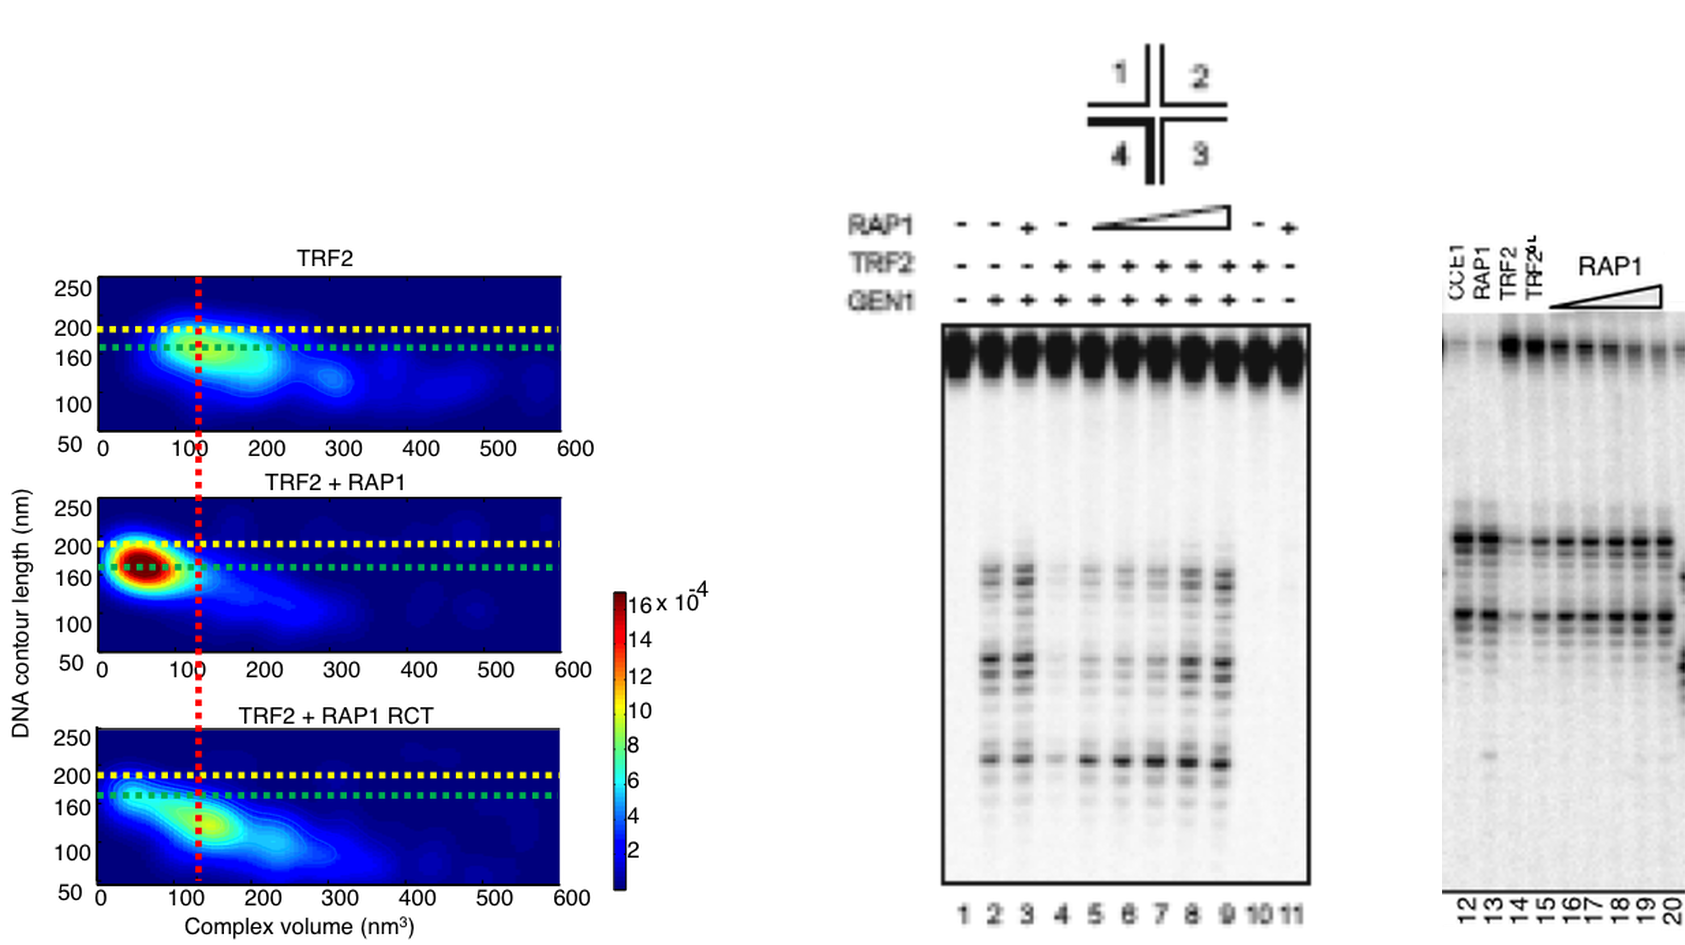 TRF2
250
200
160
100
50
0 100 200 300 400 500 600
TRF2 + RAP1
250
200
160
100
50
0 100 200 300 400 500 600
TRF2 + RAP1 RCT
250
200
160
100
50
0 100 200 300 400 500 600
Complex volume (nm³)
DNA contour length (nm)
16 x 10⁻⁴
14
12
10
8
6
4
2
1 2
4 3
RAP1 - - + - - +
TRF2 - - - + + + + + + + -
GEN1 - + + + + + + + + - -
1 2 3 4 5 6 7 8 9 10 11
CCE1
RAP1
TRF2
TRF2
RAP1
12 13 14 15 16 17 18 19 20